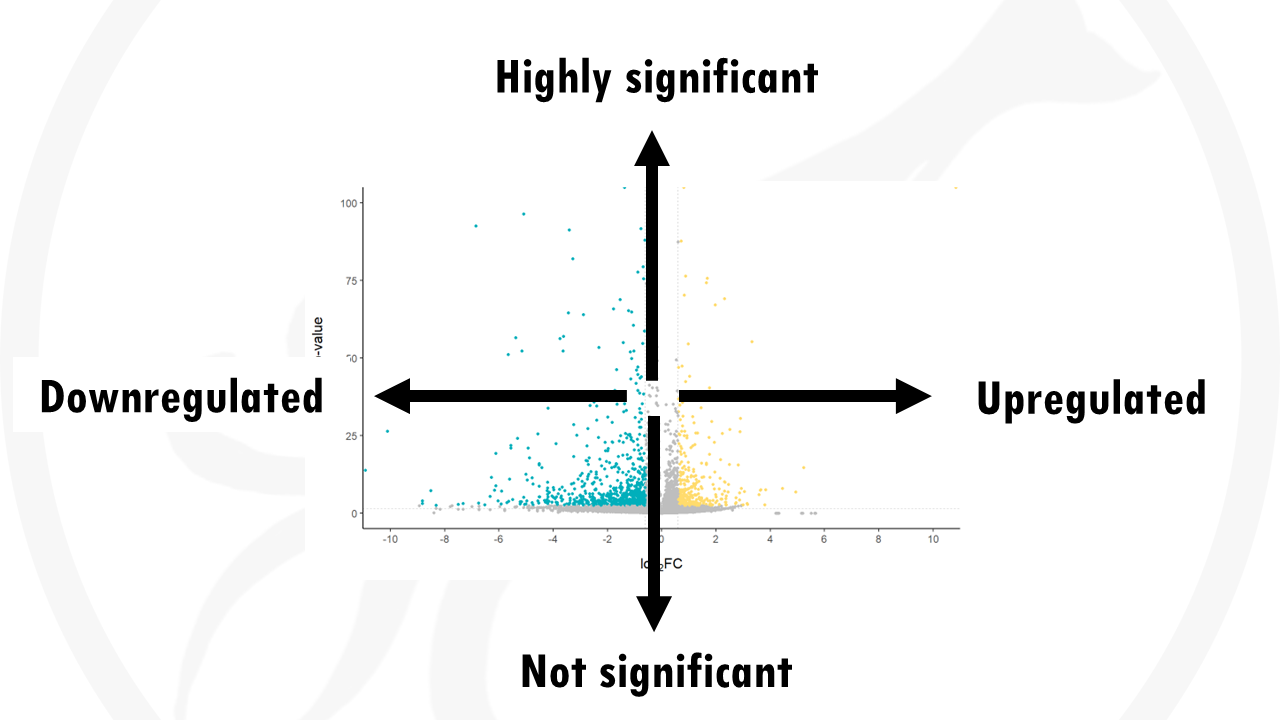 Highly significant
100
75
25
0
-value
Downregulated
Upregulated
-10 -8 -6 -4 -2 0 2 4 6 8 10
Not significant